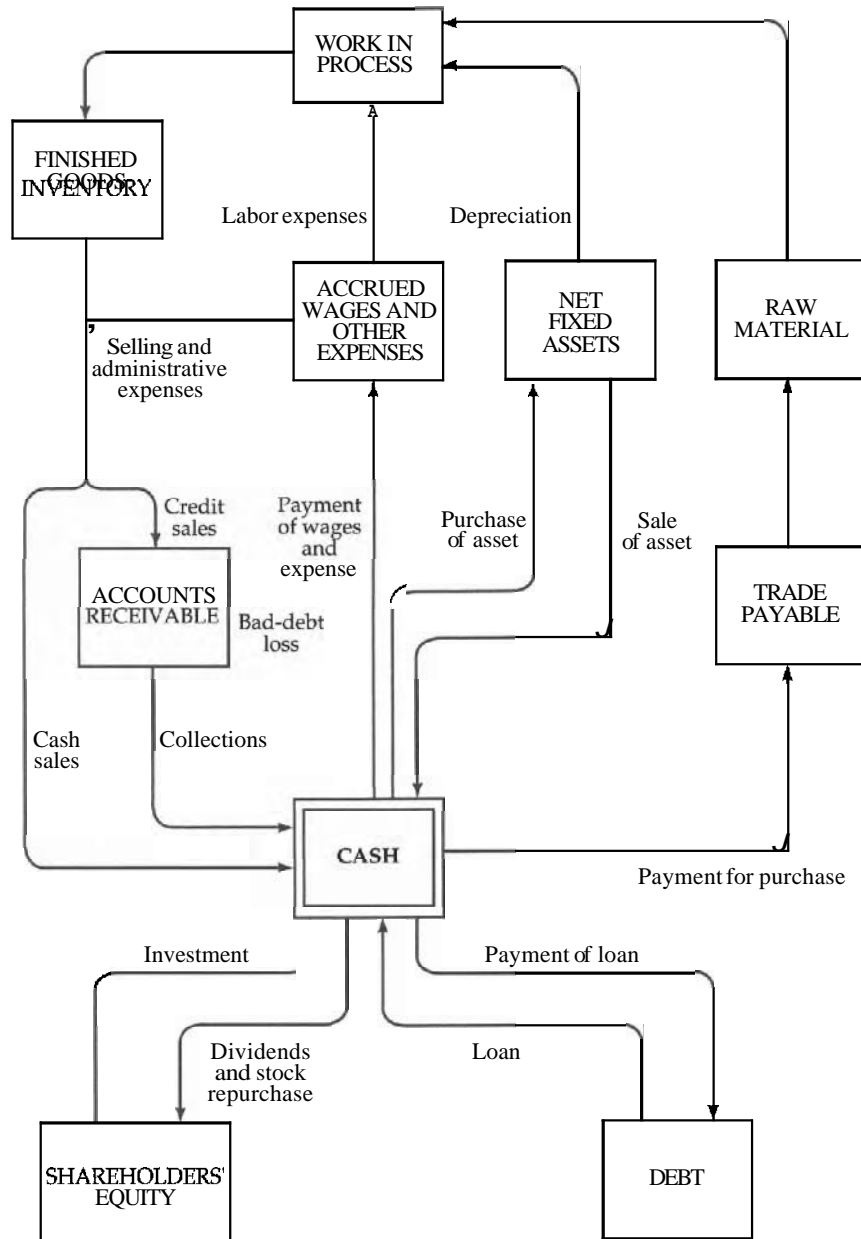 WORK IN
PROCESS
A
FINISHED
GOODS
INVENTORY
Labor expenses
Depreciation
ACCRUED
WAGES AND
OTHER
EXPENSES
NET
FIXED
ASSETS
RAW
MATERIAL
Selling and
administrative
expenses
Credit
sales
Payment
of wages
and
expense
Purchase
of asset
Sale
of asset
ACCOUNTS
RECEIVABLE
Bad-debt
loss
TRADE
PAYABLE
Cash
sales
Collections
CASH
Payment for purchase
Investment
Payment of loan
Dividends
and stock
repurchase
Loan
SHAREHOLDERS'
EQUITY
DEBT